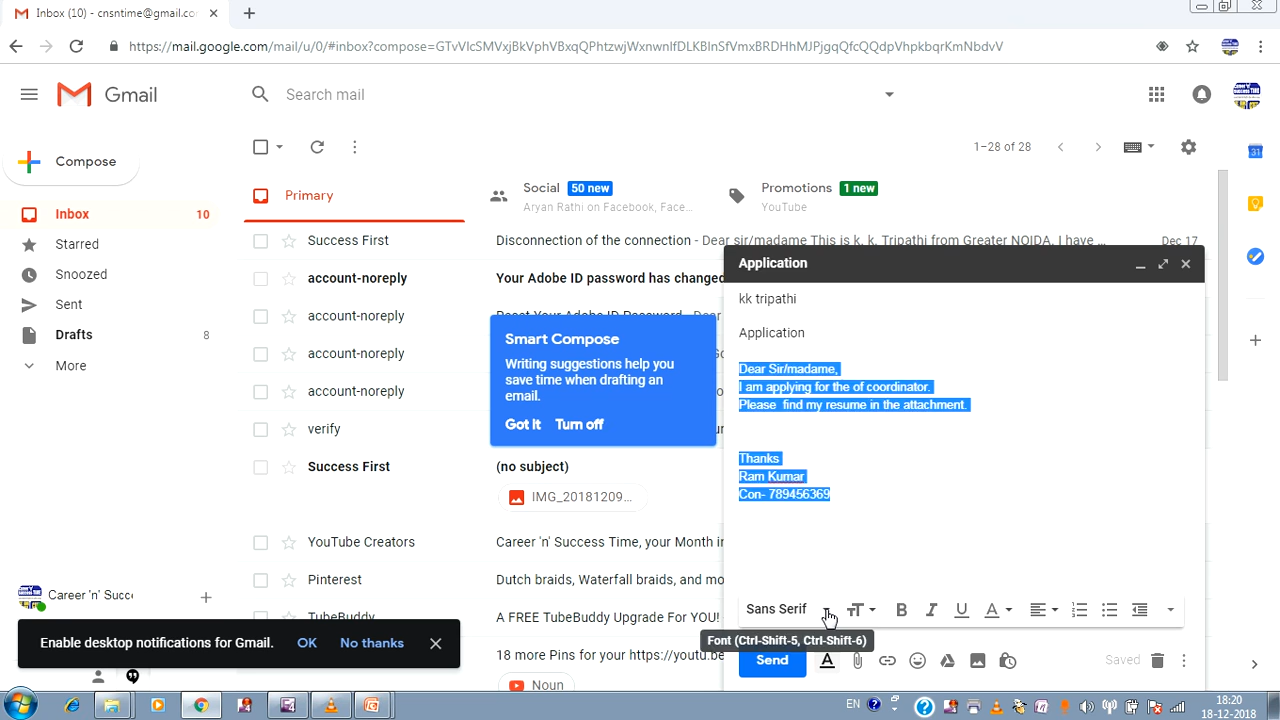 Inbox (10) - cnsntime@gmail.co
https://mail.google.com/mail/u/0/#inbox?compose=
Gmail
Search mail
Compose
1–28 of 28
Inbox 10
Starred
Snoozed
Sent
Drafts 8
More
Primary
Social 50 new
Aryan Rathi on Facebook, Face...
Promotions 1 new
YouTube
Success First Disconnection of the connection - Dear sir/madame This is k. k. Tripathi from Greater NOIDA. I have ... Dec 17
account-noreply Your Adobe ID password has changed
account-noreply Reset Your Adobe ID Password
account-noreply
account-noreply
verify
Success First (no subject)
IMG_20181209...
YouTube Creators Career 'n' Success Time, your Month i
Pinterest Dutch braids, Waterfall braids, and mo
TubeBuddy A FREE TubeBuddy Upgrade For YOU!
18 more Pins for your https://youtu.be
Noun
Smart Compose
Writing suggestions help you
save time when drafting an
email.
Got it Turn off
Application
kk tripathi
Application
Dear Sir/madame,
I am applying for the of coordinator.
Please find my resume in the attachment.
Thanks
Ram Kumar
Con- 789456369
Sans Serif
Font (Ctrl-Shift-5, Ctrl-Shift-6)
Send
Saved
Career 'n' Succe
Enable desktop notifications for Gmail. OK No thanks
EN
18:20
18-12-2018
31